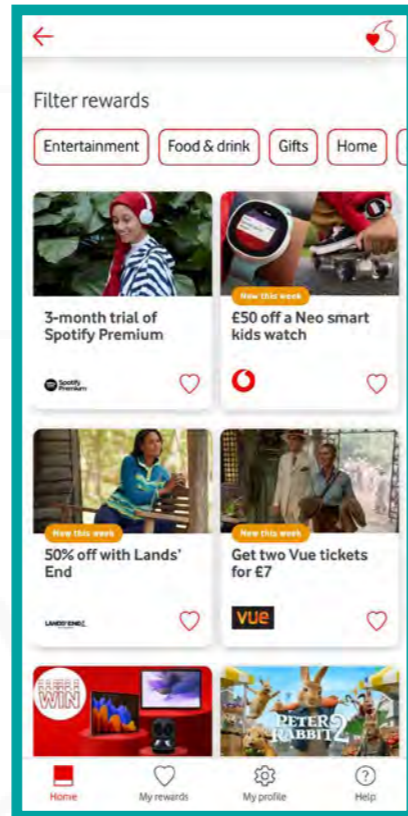 Filter rewards
Entertainment
Food & drink
Gifts
Home
New this week
3-month trial of
Spotify Premium
£50 off a Neo smart
kids watch
Spotify
Premium
New this week
New this week
50% off with Lands'
End
Get two Vue tickets
for £7
LANDS' END
vue
WIN
PETER
RABBIT 2
Home
My rewards
My profile
Help